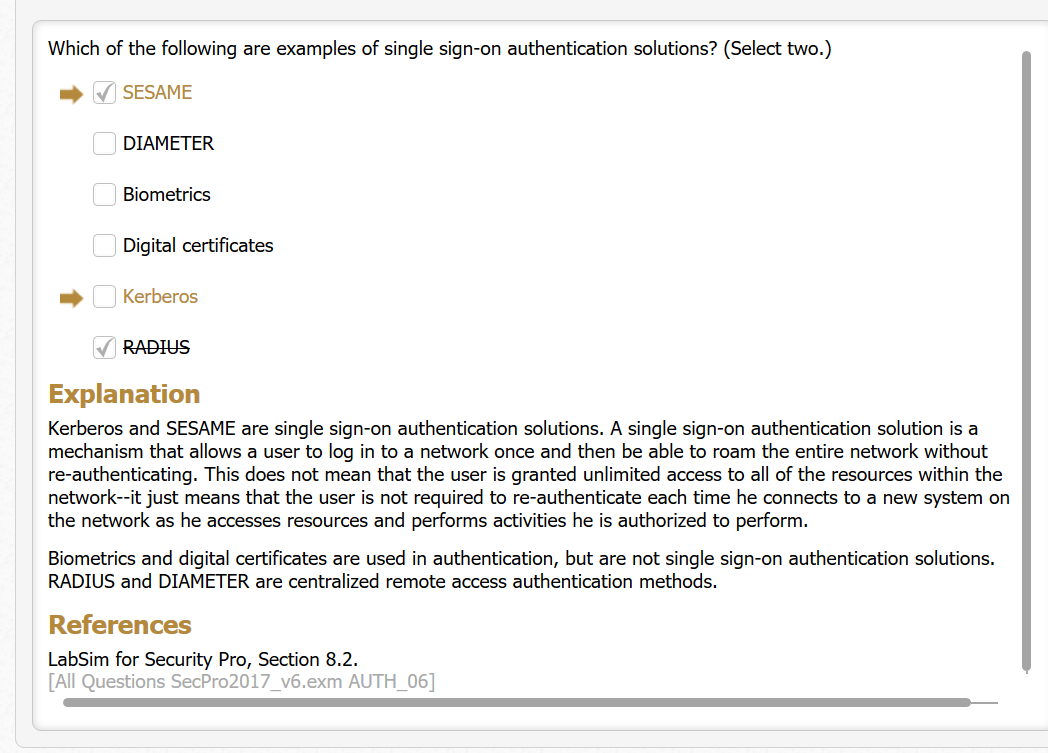 Which of the following are examples of single sign-on authentication solutions? (Select two.)
SESAME
DIAMETER
Biometrics
Digital certificates
Kerberos
RADIUS
Explanation
Kerberos and SESAME are single sign-on authentication solutions. A single sign-on authentication solution is a
mechanism that allows a user to log in to a network once and then be able to roam the entire network without
re-authenticating. This does not mean that the user is granted unlimited access to all of the resources within the
network--it just means that the user is not required to re-authenticate each time he connects to a new system on
the network as he accesses resources and performs activities he is authorized to perform.
Biometrics and digital certificates are used in authentication, but are not single sign-on authentication solutions.
RADIUS and DIAMETER are centralized remote access authentication methods.
References
LabSim for Security Pro, Section 8.2.
[All Questions SecPro2017_v6.exm AUTH_06]